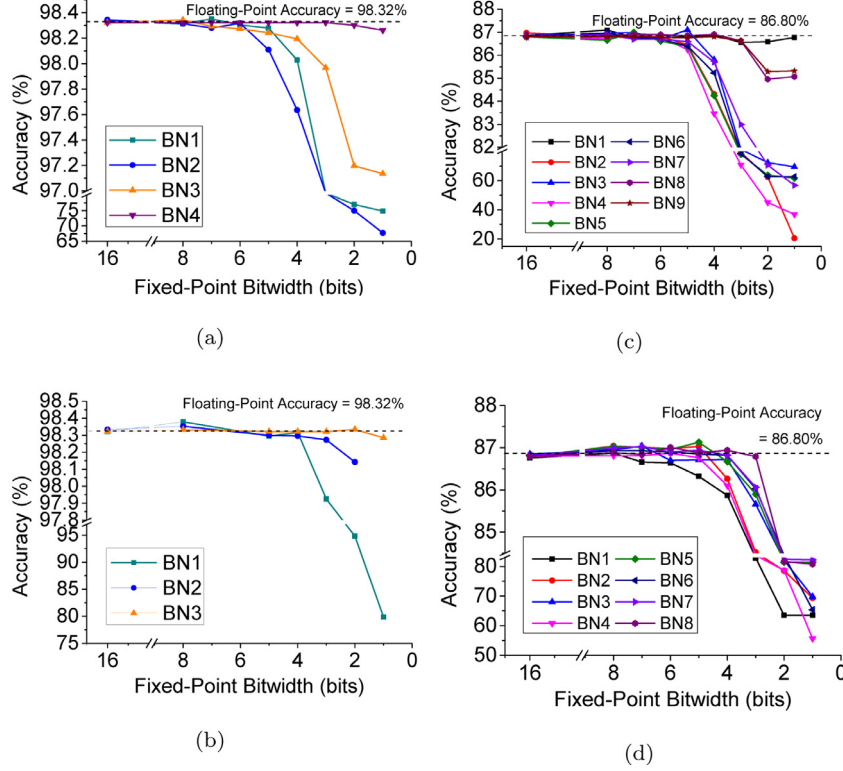 Floating-Point Accuracy = 98.32%
98.4
98.2
97.8
97.6
97.4
97.2
97.0
75
70
65
Accuracy (%)
BN1
BN2
BN3
BN4
16 8 6 4 2 0
Fixed-Point Bitwidth (bits)
(a)
Floating-Point Accuracy = 86.80%
88
87
86
85
84
83
82
60
40
20
Accuracy (%)
BN1 BN6
BN2 BN7
BN3 BN8
BN4 BN9
BN5
16 8 6 4 2 0
Fixed-Point Bitwidth (bits)
(c)
Floating-Point Accuracy = 98.32%
98.5
98.4
98.3
98.2
98.1
98.0
97.9
97.8
95
90
85
80
75
Accuracy (%)
BN1
BN2
BN3
16 8 6 4 2 0
Fixed-Point Bitwidth (bits)
(b)
Floating-Point Accuracy
= 86.80%
88
87
86
85
80
70
60
50
Accuracy (%)
BN1 BN5
BN2 BN6
BN3 BN7
BN4 BN8
16 8 6 4 2 0
Fixed-Point Bitwidth (bits)
(d)